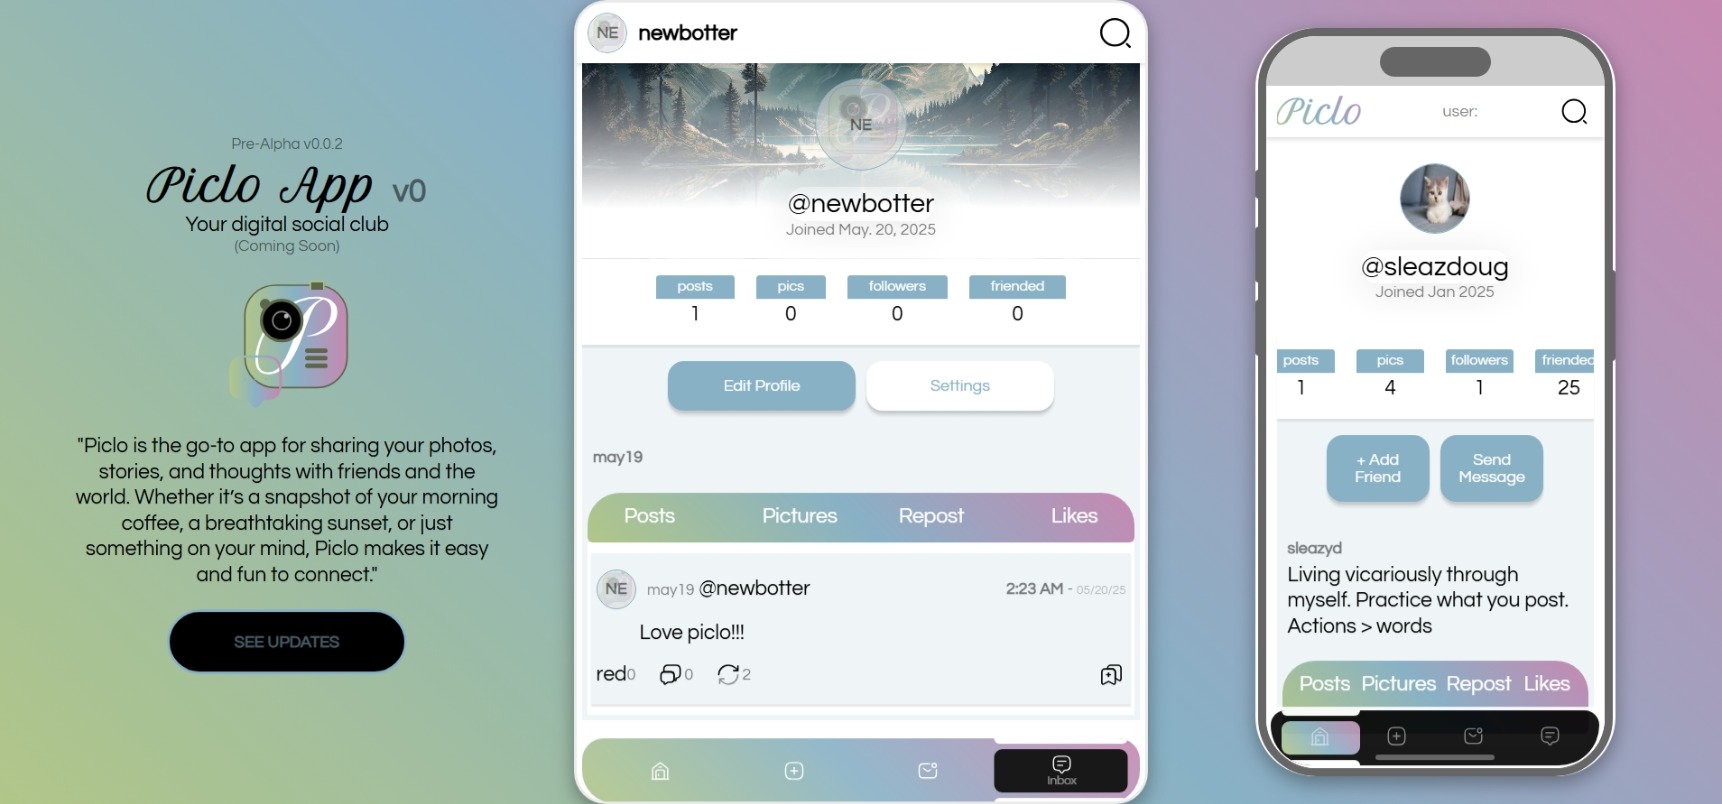 Pre-Alpha v0.0.2
Piclo App v0
Your digital social club
(Coming Soon)
P
"Piclo is the go-to app for sharing your photos,
stories, and thoughts with friends and the
world. Whether it's a snapshot of your morning
coffee, a breathtaking sunset, or just
something on your mind, Piclo makes it easy
and fun to connect."
SEE UPDATES
NE newbotter
NE
@newbotter
Joined May. 20, 2025
posts pics followers friended
1 0 0 0
Edit Profile Settings
may19
Posts Pictures Repost Likes
NE may19 @newbotter 2:23 AM - 05/20/25
Love piclo!!!
red0 0 2
Inbox
Piclo user:
@sleazdoug
Joined Jan 2025
posts pics followers friended
1 4 1 25
+ Add
Friend
Send
Message
sleazyd
Living vicariously through
myself. Practice what you post.
Actions > words
Posts Pictures Repost Likes